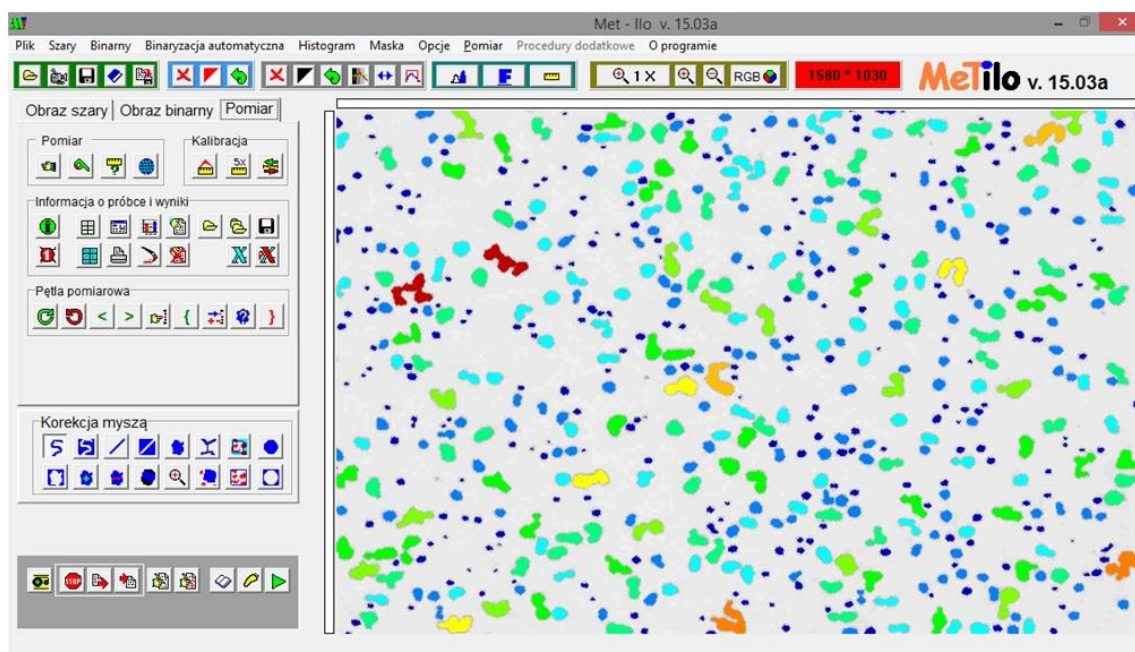 Met - Ilo v. 15.03a
Plik Szary Binarny Binaryzacja automatyczna Histogram Maska Opcje Pomiar Procedury dodatkowe O programie
1 X RGB 1580 * 1030 MeTilo v. 15.03a
Obraz szary Obraz binarny Pomiar
Pomiar Kalibracja
5x
Informacja o próbce i wyniki
Pętla pomiarowa
Korekcja myszą
STOP